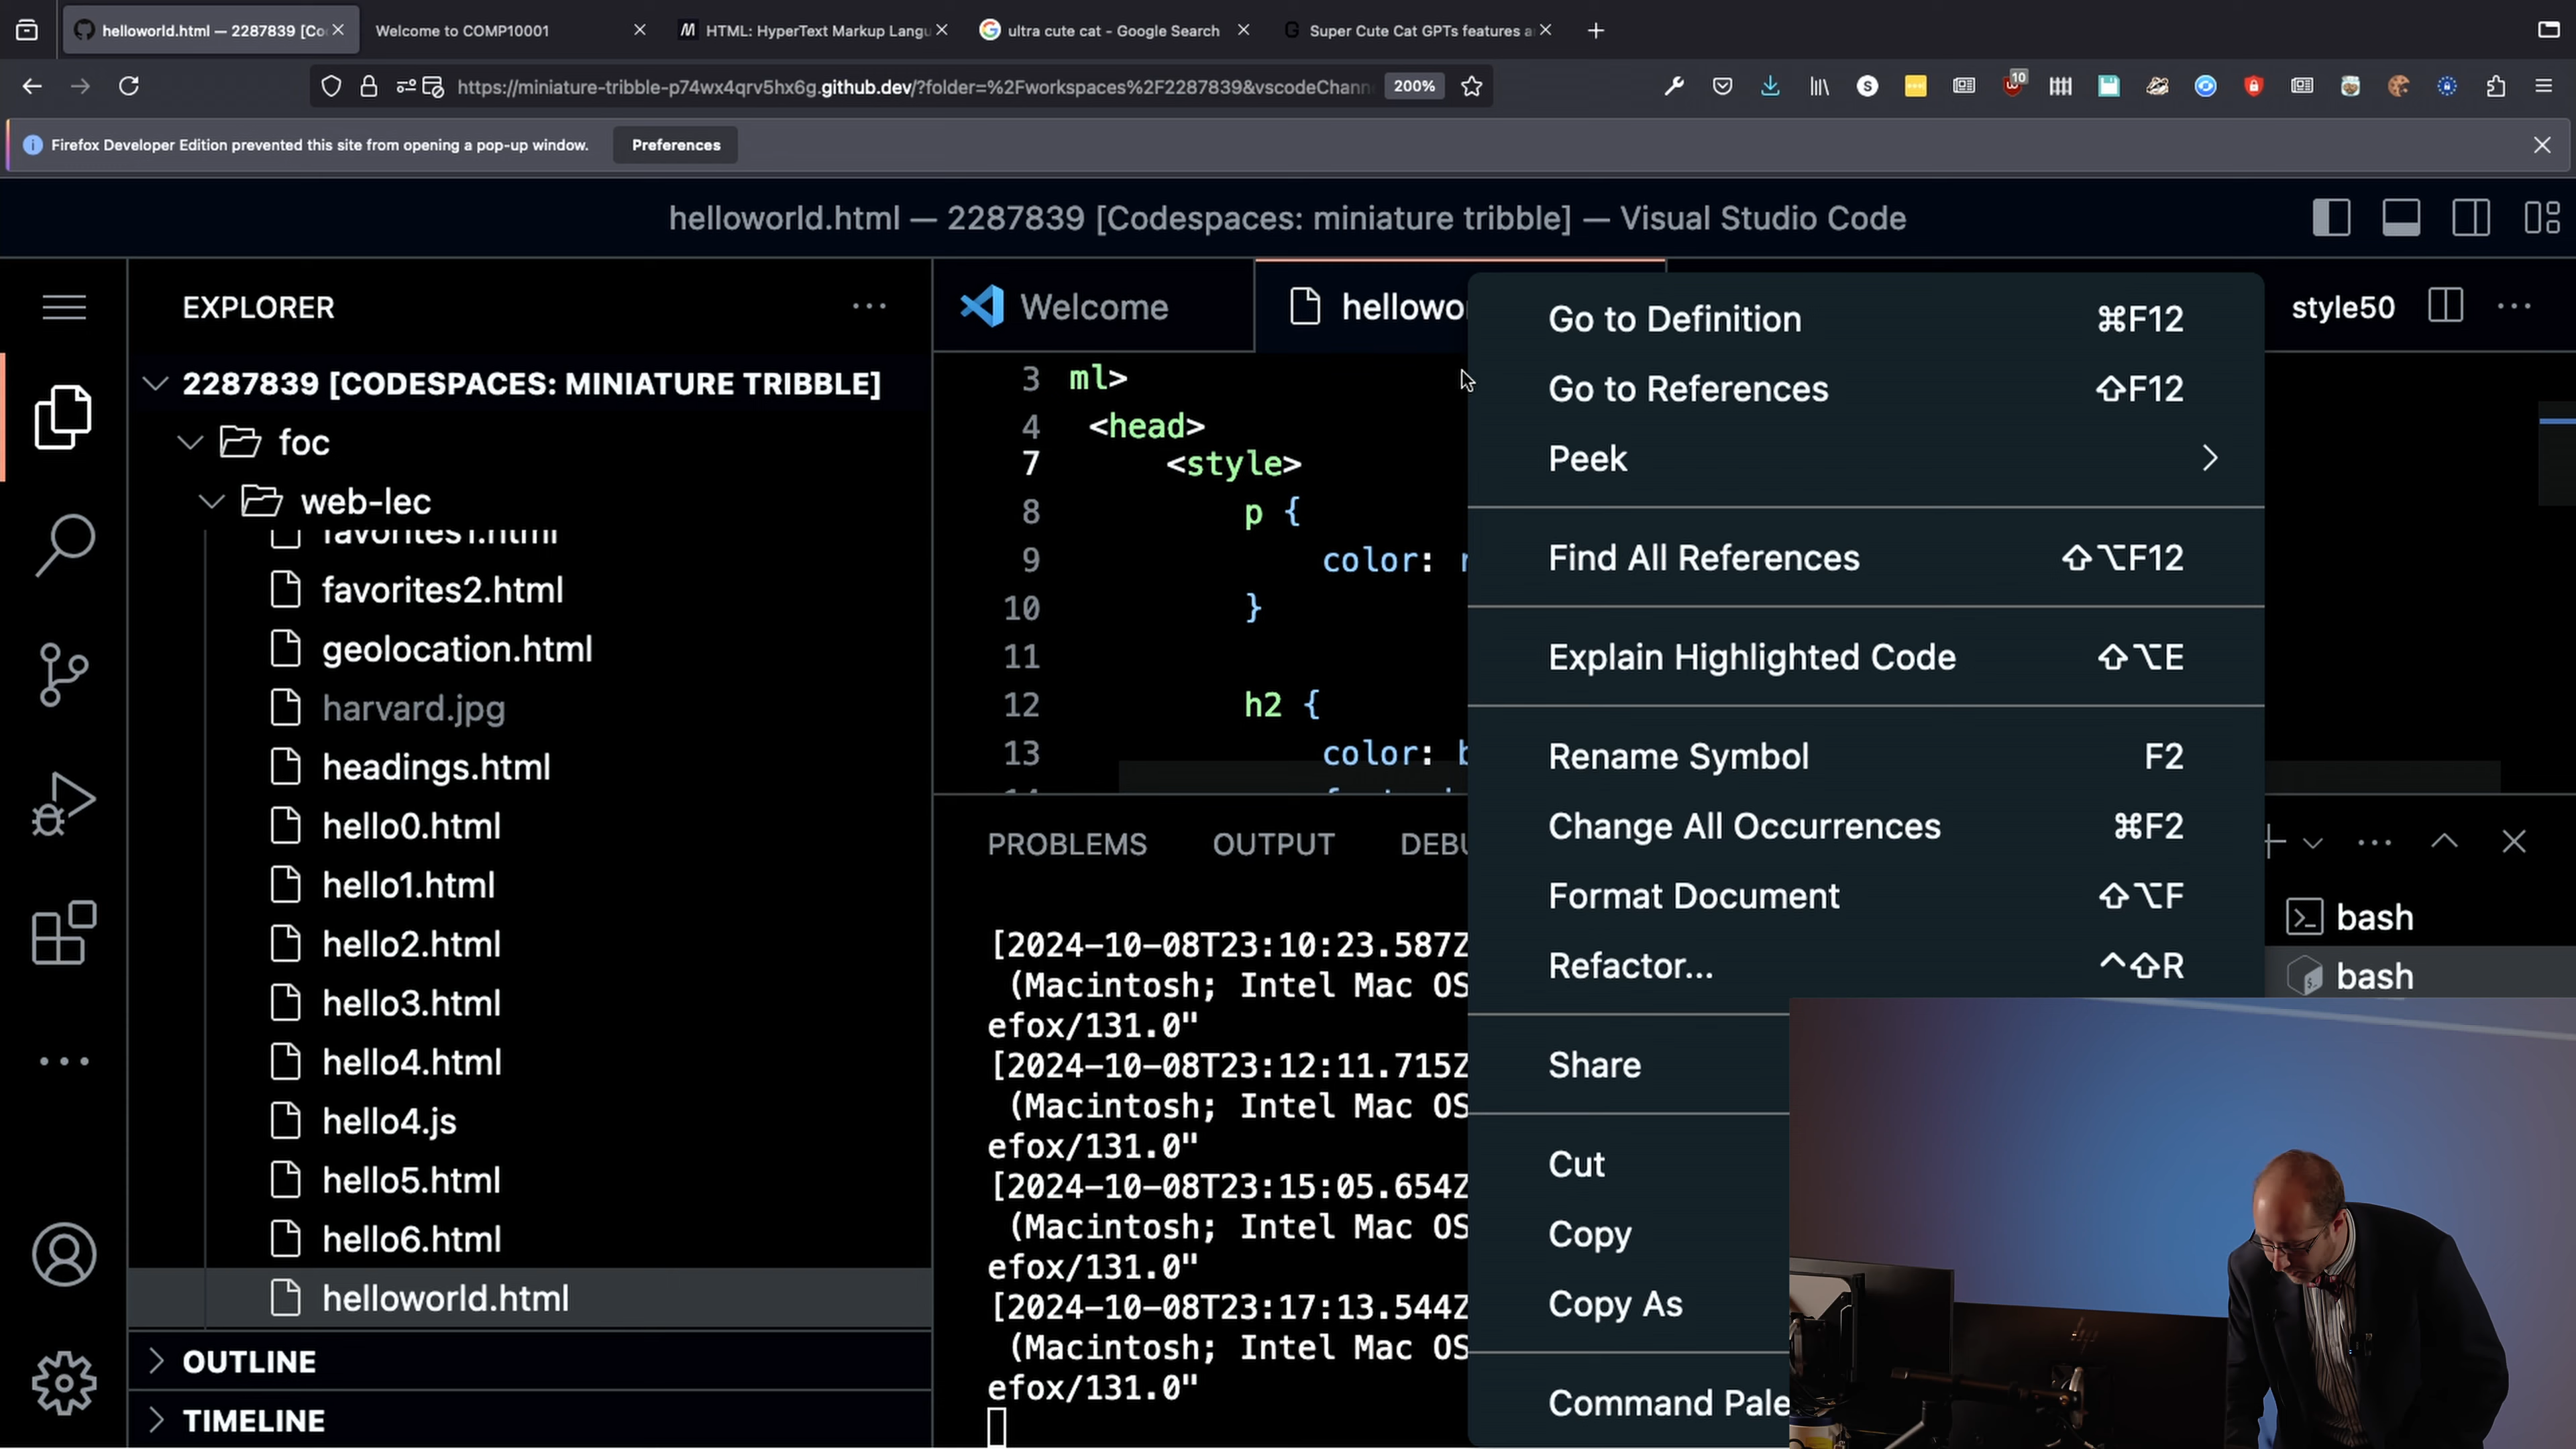 helloworld.html — 2287839 [Co
Welcome to COMP10001
HTML: HyperText Markup Langu
ultra cute cat - Google Search
Super Cute Cat GPTs features a
https://miniature-tribble-p74wx4qrv5hx6g.github.dev/?folder=%2Fworkspaces%2F2287839&vscodeChann
200%
10
Firefox Developer Edition prevented this site from opening a pop-up window.
Preferences
helloworld.html — 2287839 [Codespaces: miniature tribble] — Visual Studio Code
EXPLORER
2287839 [CODESPACES: MINIATURE TRIBBLE]
foc
web-lec
favorites1.html
favorites2.html
geolocation.html
harvard.jpg
headings.html
hello0.html
hello1.html
hello2.html
hello3.html
hello4.html
hello4.js
hello5.html
hello6.html
helloworld.html
OUTLINE
TIMELINE
Welcome
hellowo
style50
3 ml>
4 <head>
7 <style>
8 p {
9 color: r
10 }
11
12 h2 {
13 color: b
PROBLEMS
OUTPUT
DEBU
[2024-10-08T23:10:23.587Z
(Macintosh; Intel Mac OS
efox/131.0"
[2024-10-08T23:12:11.715Z
(Macintosh; Intel Mac OS
efox/131.0"
[2024-10-08T23:15:05.654Z
(Macintosh; Intel Mac OS
efox/131.0"
[2024-10-08T23:17:13.544Z
(Macintosh; Intel Mac OS
efox/131.0"
Go to Definition ⌘F12
Go to References ⇧F12
Peek
Find All References ⇧⌥F12
Explain Highlighted Code ⇧⌥E
Rename Symbol F2
Change All Occurrences ⌘F2
Format Document ⇧⌥F
Refactor... ^⇧R
Share
Cut
Copy
Copy As
Command Pale
bash
bash